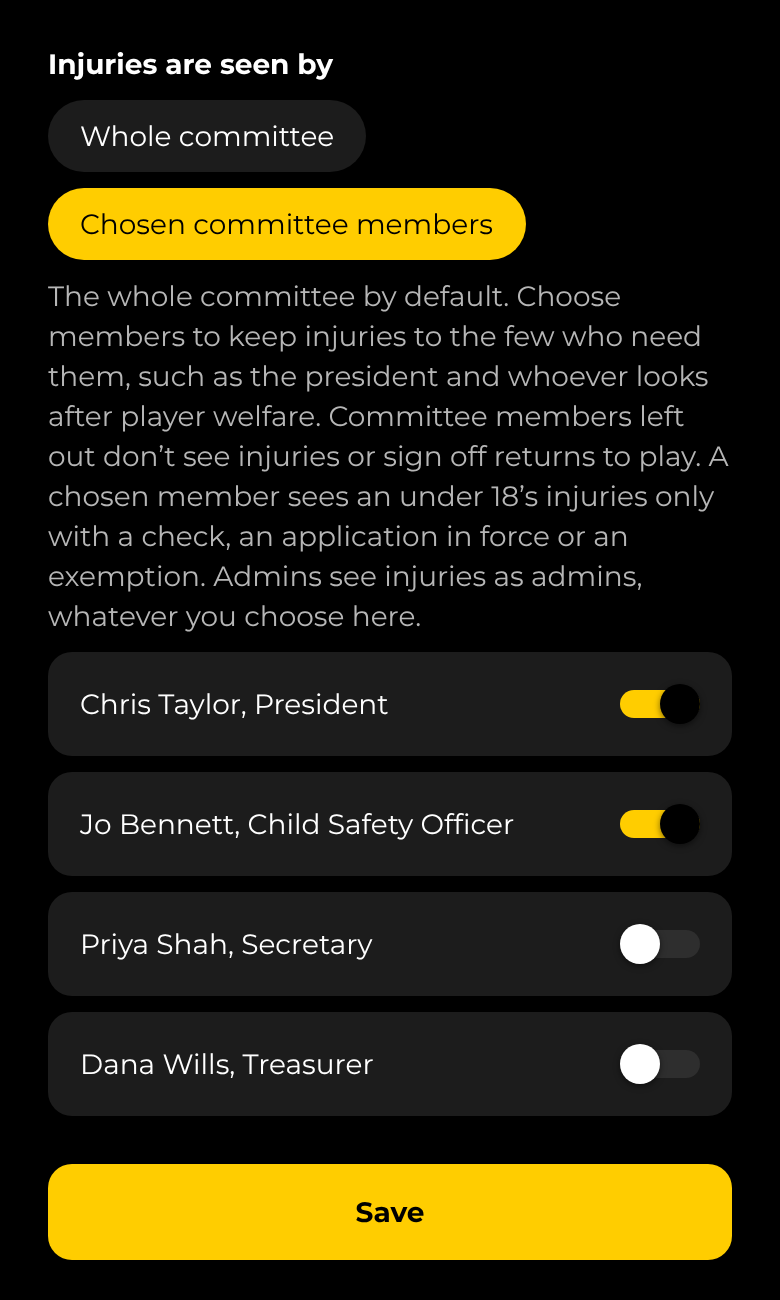 Injuries are seen by
Whole committee
Chosen committee members
The whole committee by default. Choose
members to keep injuries to the few who need
them, such as the president and whoever looks
after player welfare. Committee members left
out don’t see injuries or sign off returns to play. A
chosen member sees an under 18’s injuries only
with a check, an application in force or an
exemption. Admins see injuries as admins,
whatever you choose here.
Chris Taylor, President
Jo Bennett, Child Safety Officer
Priya Shah, Secretary
Dana Wills, Treasurer
Save